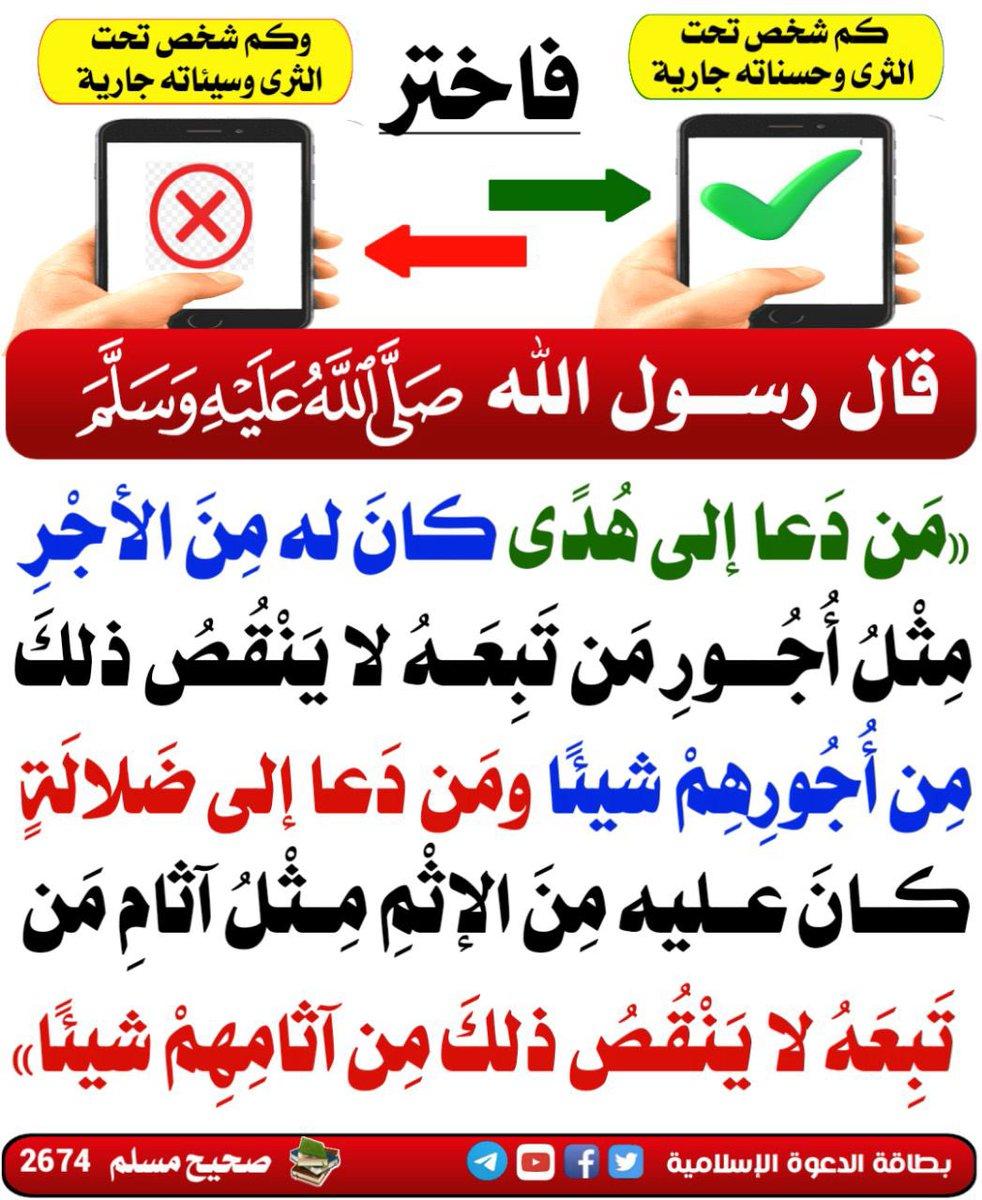 كم شخص تحت
الثرى وحسناته جارية
فاختر
وكم شخص تحت
الثرى وسيئاته جارية
قال رسول الله صَلَّى اللَّهُ عَلَيْهِ وَسَلَّمَ
((مَن دَعا إلى هُدًى كانَ له مِنَ الأجْرِ
مِثْلُ أُجُورِ مَن تَبِعَهُ لا يَنْقُصُ ذلكَ
مِن أُجُورِهِمْ شيئًا ومَن دَعا إلى ضَلالَةٍ
كانَ عليه مِنَ الإثْمِ مِثْلُ آثامِ مَن
تَبِعَهُ لا يَنْقُصُ ذلكَ مِن آثامِهِمْ شيئًا))
بطاقة الدعوة الإسلامية صحيح مسلم 2674